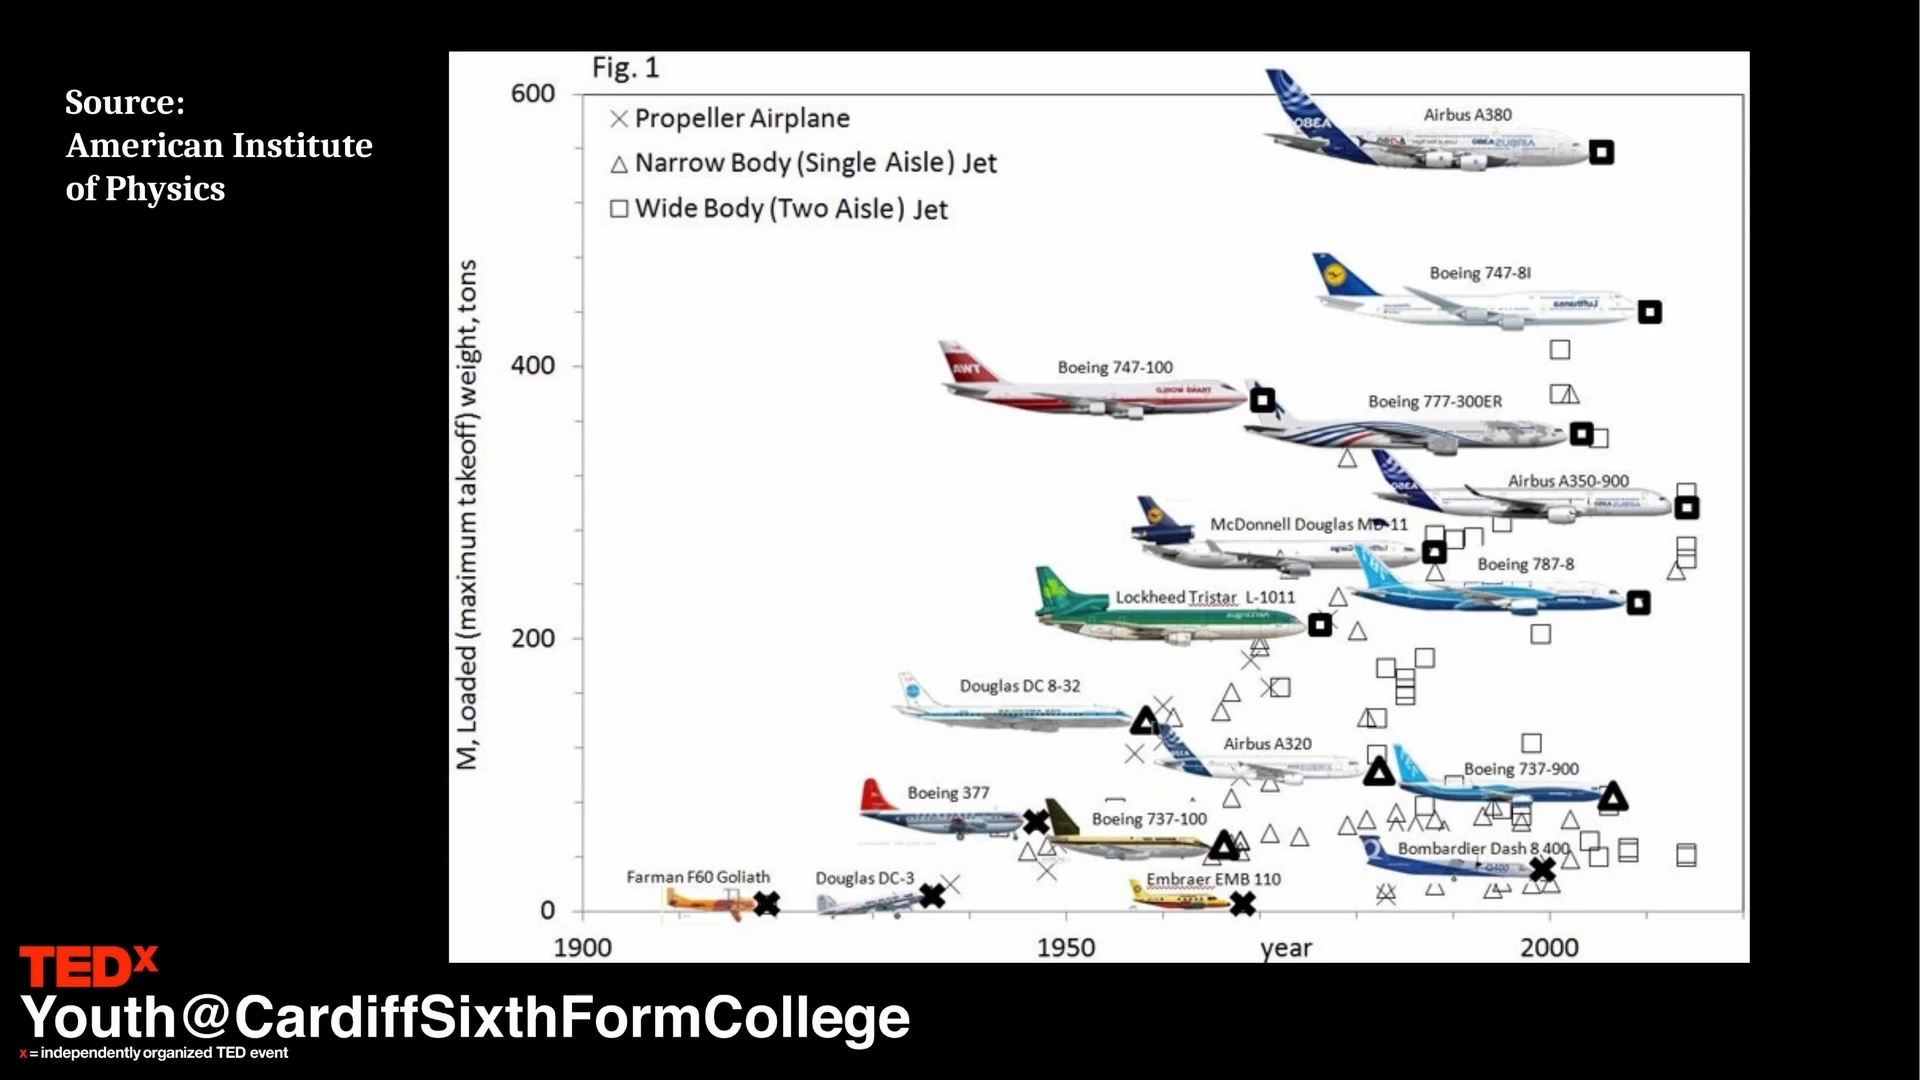 Source:
American Institute
of Physics
Fig. 1
600
400
200
0
M, Loaded (maximum takeoff) weight, tons
Propeller Airplane
Narrow Body (Single Aisle) Jet
Wide Body (Two Aisle) Jet
Airbus A380
Boeing 747-8I
Boeing 747-100
Boeing 777-300ER
Airbus A350-900
McDonnell Douglas MD-11
Boeing 787-8
Lockheed Tristar L-1011
Douglas DC 8-32
Airbus A320
Boeing 737-900
Boeing 377
Boeing 737-100
Bombardier Dash 8 400
Farman F60 Goliath
Douglas DC-3
Embraer EMB 110
1900
1950
year
2000
TEDx
Youth@CardiffSixthFormCollege
x = independently organized TED event